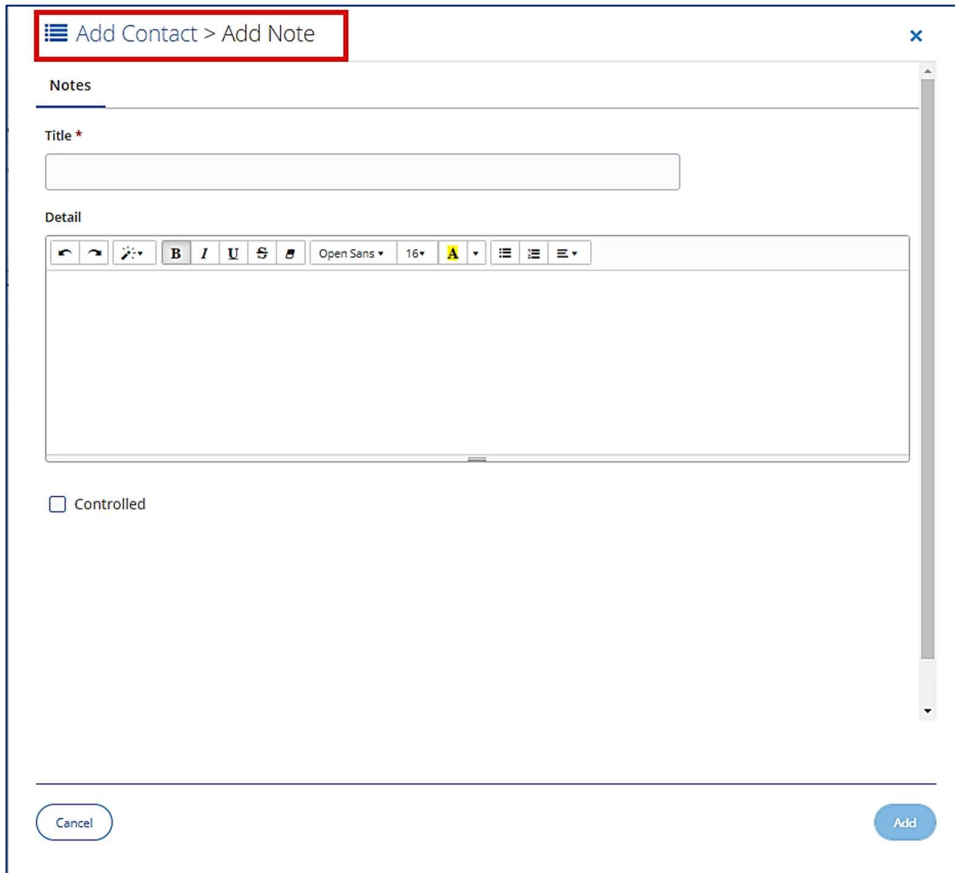 Add Contact > Add Note
×
Notes
Title *
Detail
B I U S Open Sans 16 A
Controlled
Cancel Add